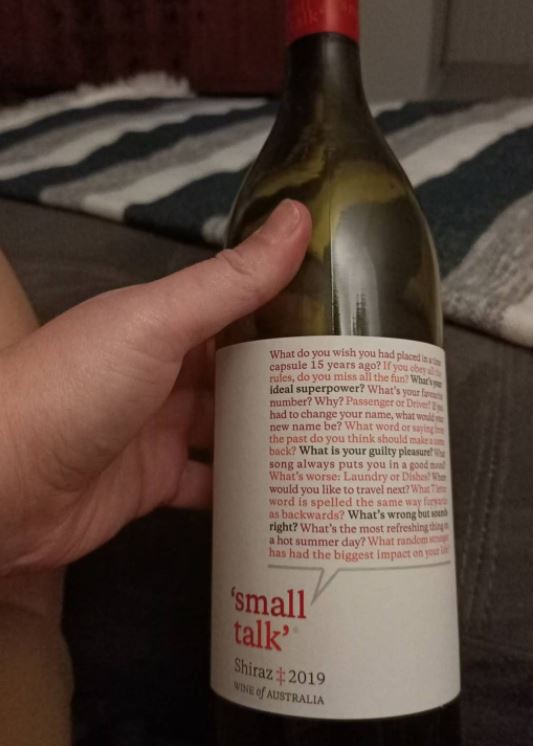 talk'
What do you wish you had placed in a time
capsule 15 years ago? If you obey all the
rules, do you miss all the fun? What's your
ideal superpower? What's your favourite
number? Why? Passenger or Driver? If you
had to change your name, what would your
new name be? What word or saying from
the past do you think should make a come
back? What is your guilty pleasure? What
song always puts you in a good mood?
What's worse: Laundry or Dishes? Where
would you like to travel next? What 7 letter
word is spelled the same way forwards
as backwards? What's wrong but sounds
right? What's the most refreshing thing on
a hot summer day? What random stranger
has had the biggest impact on your life?
'small
talk'
Shiraz ‡ 2019
WINE of AUSTRALIA